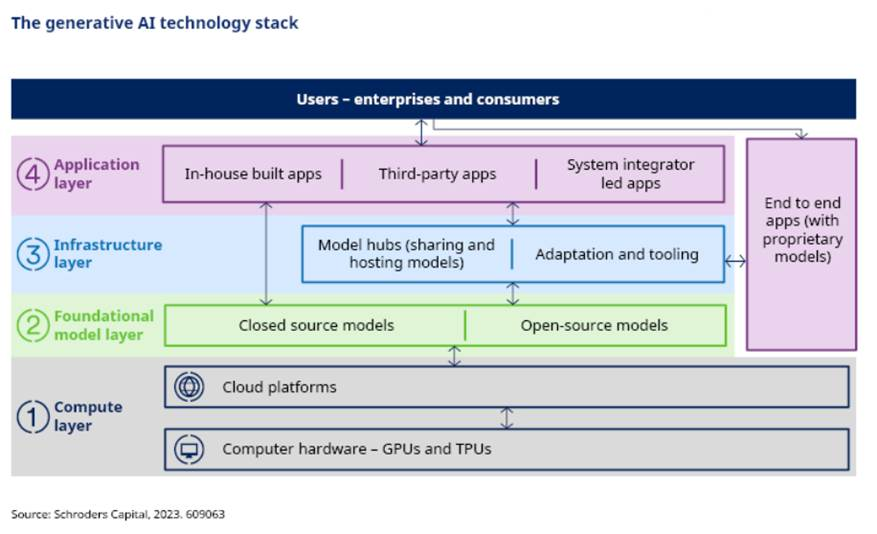 The generative AI technology stack
Users – enterprises and consumers
4
Application
layer
In-house built apps
Third-party apps
System integrator
led apps
End to end
apps (with
proprietary
models)
3
Infrastructure
layer
Model hubs (sharing and
hosting models)
Adaptation and tooling
2
Foundational
model layer
Closed source models
Open-source models
1
Compute
layer
Cloud platforms
Computer hardware – GPUs and TPUs
Source: Schroders Capital, 2023. 609063